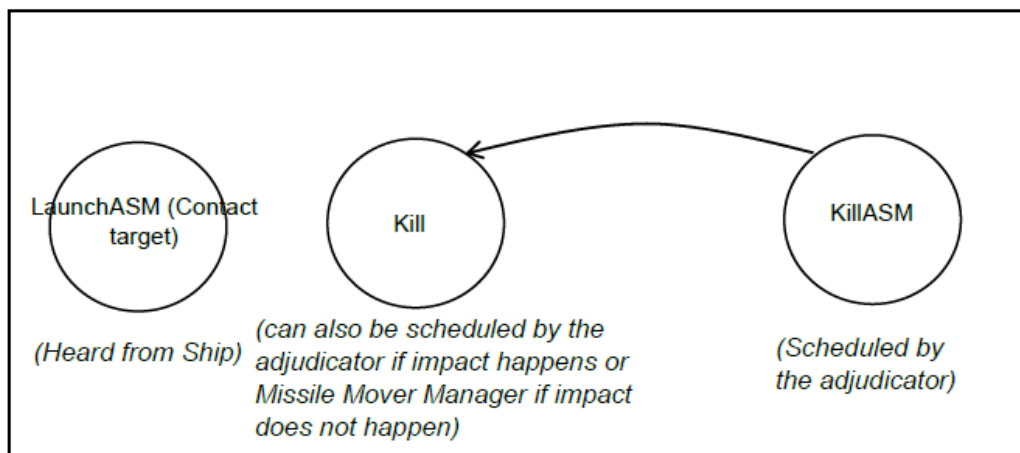 LaunchASM (Contact
target)
(Heard from Ship)
Kill
(can also be scheduled by the
adjudicator if impact happens or
Missile Mover Manager if impact
does not happen)
KillASM
(Scheduled by
the adjudicator)